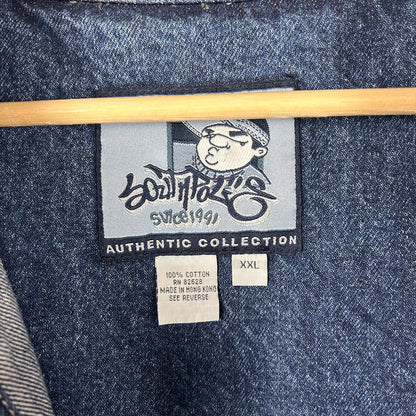 SOUTHPOLE
SINCE 1991
AUTHENTIC COLLECTION
XXL
100% COTTON
RN 82628
MADE IN HONG KONG
SEE REVERSE